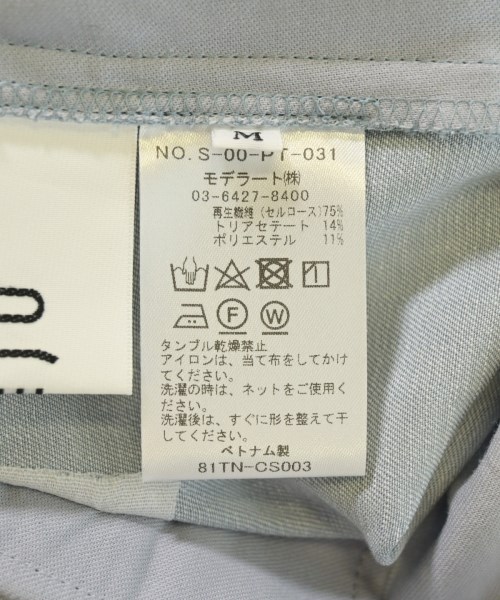 M
NO. S-00-PT-031
モデラート(株)
03-6427-8400
再生繊維(セルロース)75%
トリアセテート 14%
ポリエステル 11%
F W
タンブル乾燥禁止
アイロンは、当て布をしてかけ
てください。
洗濯の時は、ネットをご使用く
ださい。
洗濯後は、すぐに形を整えて干
してください。
ベトナム製
81TN-CS003